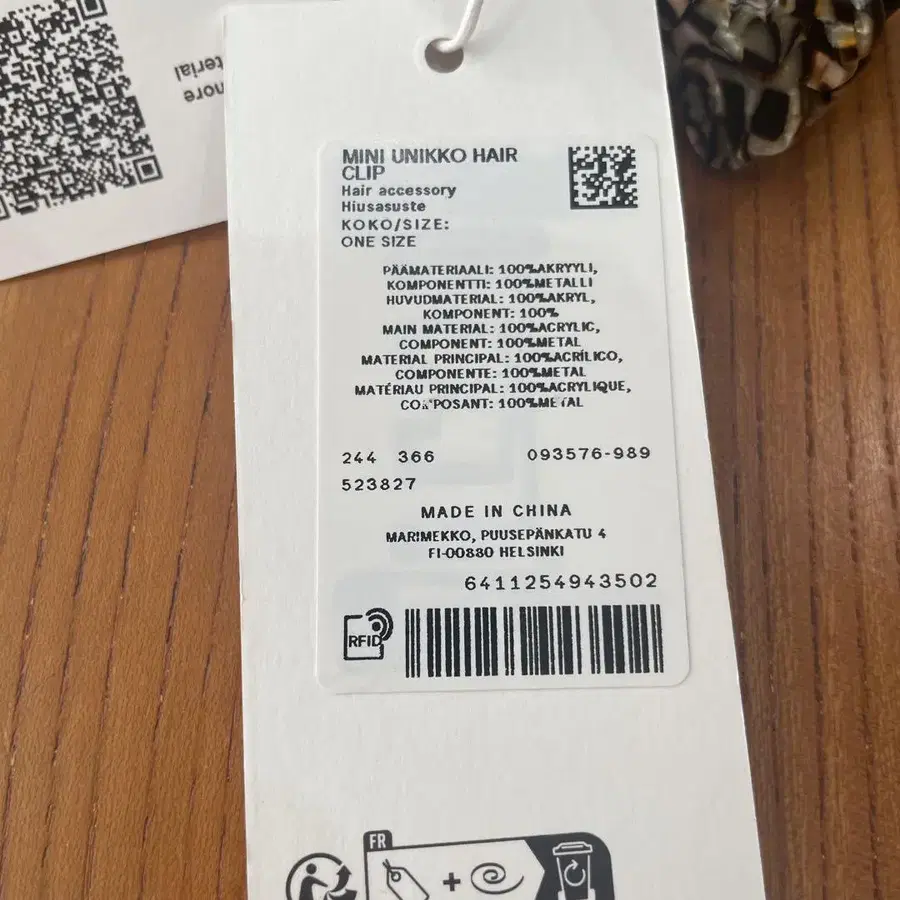 more
terial
MINI UNIKKO HAIR
CLIP
Hair accessory
Hiusasuste
KOKO/SIZE:
ONE SIZE
PÄÄMATERIAALI: 100%AKRYYLI,
KOMPONENTTI: 100%METALLI
HUVUDMATERIAL: 100%AKRYL,
KOMPONENT: 100%
MAIN MATERIAL: 100%ACRYLIC,
COMPONENT: 100%METAL
MATERIAL PRINCIPAL: 100%ACRÍLICO,
COMPONENTE: 100%METAL
MATÉRIAU PRINCIPAL: 100%ACRYLIQUE,
COMPOSANT: 100%METAL
244 366 093576-989
523827
MADE IN CHINA
MARIMEKKO, PUUSEPÄNKATU 4
FI-00880 HELSINKI
6411254943502
RFID
FR
+